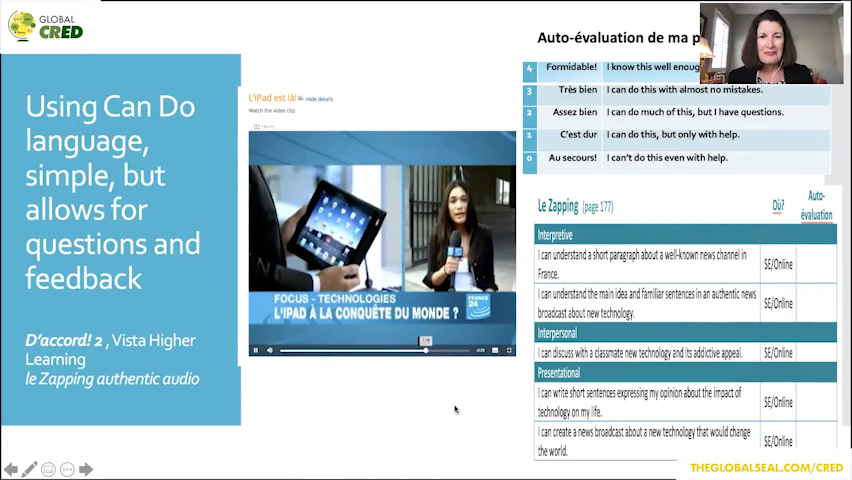 GLOBAL
CRED
Using Can Do
language,
simple, but
allows for
questions and
feedback
D'accord! 2 , Vista Higher
Learning
le Zapping authentic audio
L'iPad est là!
Hide details
Watch the video clip.
FOCUS - TECHNOLOGIES
L'IPAD À LA CONQUÊTE DU MONDE ?
FRANCE
24
Auto-évaluation de ma p
4 Formidable! I know this well enoug
3 Très bien I can do this with almost no mistakes.
2 Assez bien I can do much of this, but I have questions.
1 C'est dur I can do this, but only with help.
0 Au secours! I can't do this even with help.
Le Zapping (page 177) Où? Auto-
évaluation
Interpretive
I can understand a short paragraph about a well-known news channel in
France. SE/Online
I can understand the main idea and familiar sentences in an authentic news
broadcast about new technology. SE/Online
Interpersonal
I can discuss with a classmate new technology and its addictive appeal. SE/Online
Presentational
I can write short sentences expressing my opinion about the impact of
technology on my life. SE/Online
I can create a news broadcast about a new technology that would change
the world. SE/Online
THEGLOBALSEAL.COM/CRED